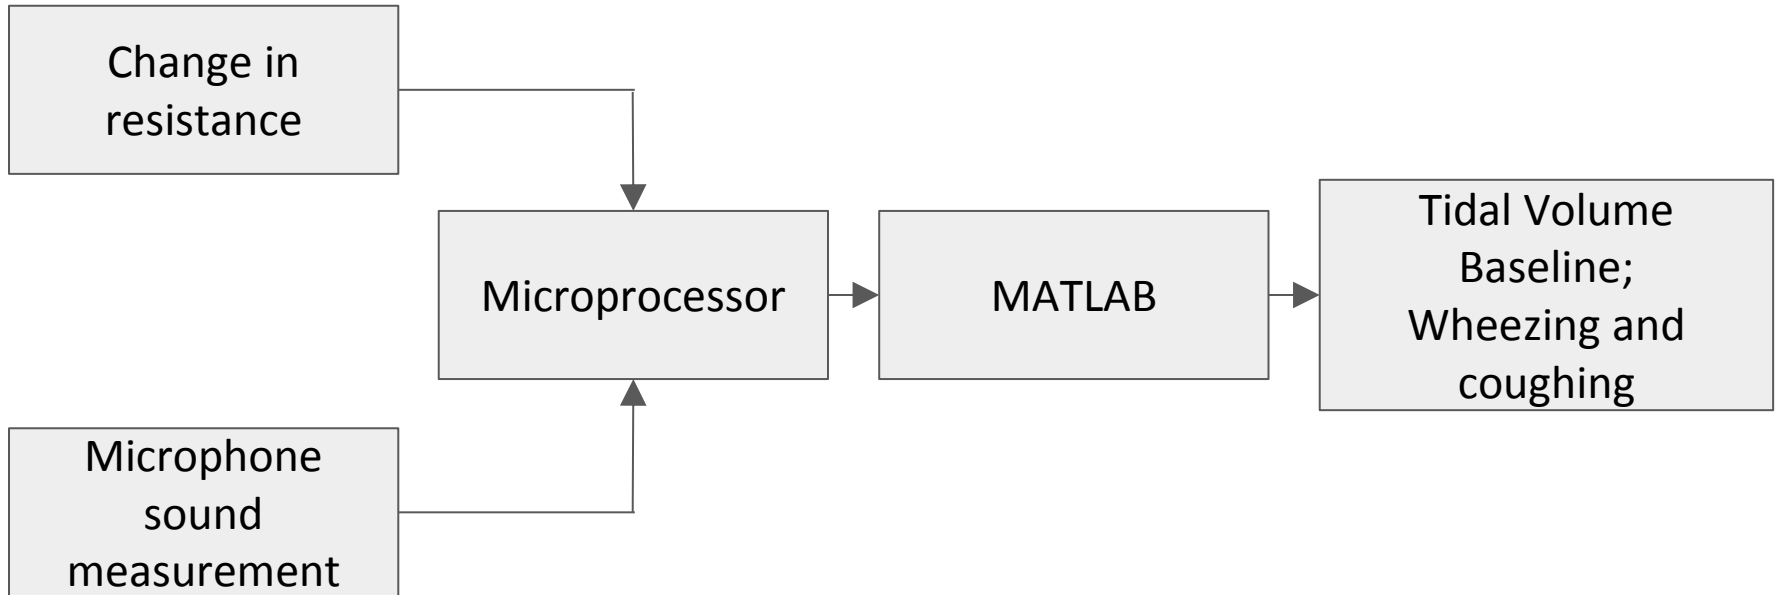 Change in
resistance
Microprocessor
MATLAB
Tidal Volume
Baseline;
Wheezing and
coughing
Microphone
sound
measurement